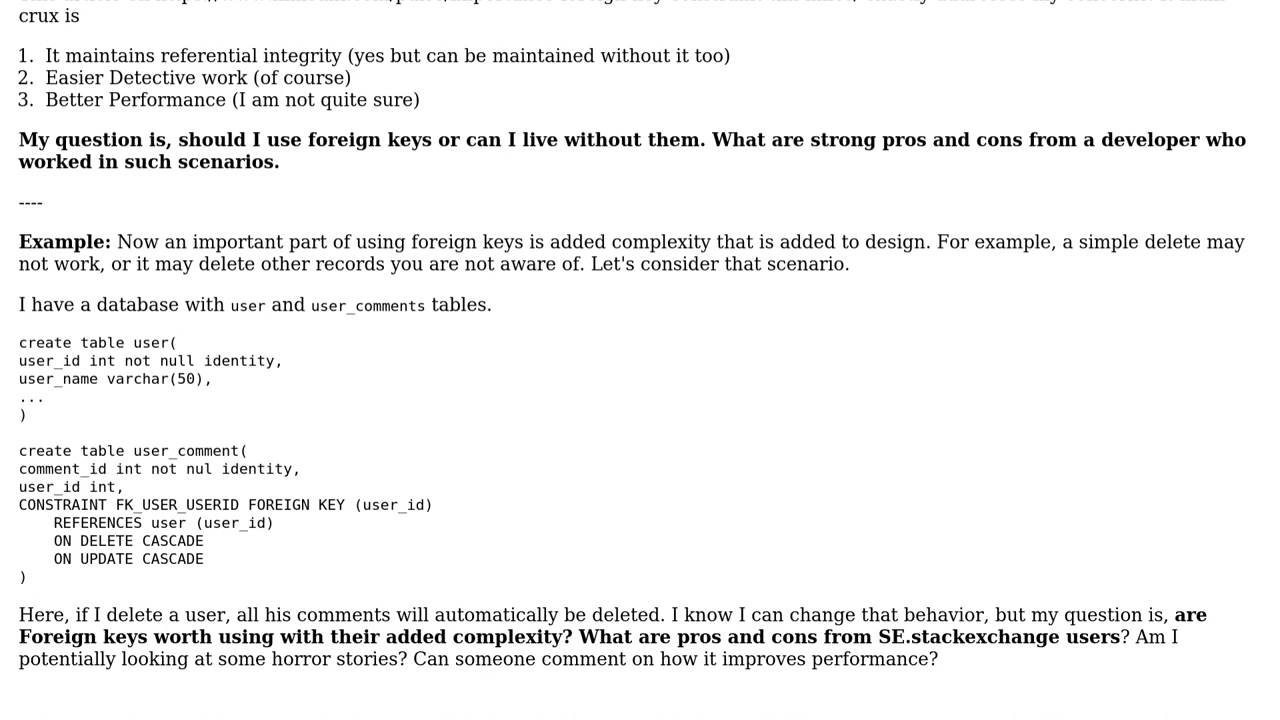 crux is
1. It maintains referential integrity (yes but can be maintained without it too)
2. Easier Detective work (of course)
3. Better Performance (I am not quite sure)
My question is, should I use foreign keys or can I live without them. What are strong pros and cons from a developer who
worked in such scenarios.
----
Example: Now an important part of using foreign keys is added complexity that is added to design. For example, a simple delete may
not work, or it may delete other records you are not aware of. Let's consider that scenario.
I have a database with user and user_comments tables.
create table user(
user_id int not null identity,
user_name varchar(50),
...
)
create table user_comment(
comment_id int not nul identity,
user_id int,
CONSTRAINT FK_USER_USERID FOREIGN KEY (user_id)
    REFERENCES user (user_id)
    ON DELETE CASCADE
    ON UPDATE CASCADE
)
Here, if I delete a user, all his comments will automatically be deleted. I know I can change that behavior, but my question is, are
Foreign keys worth using with their added complexity? What are pros and cons from SE.stackexchange users? Am I
potentially looking at some horror stories? Can someone comment on how it improves performance?